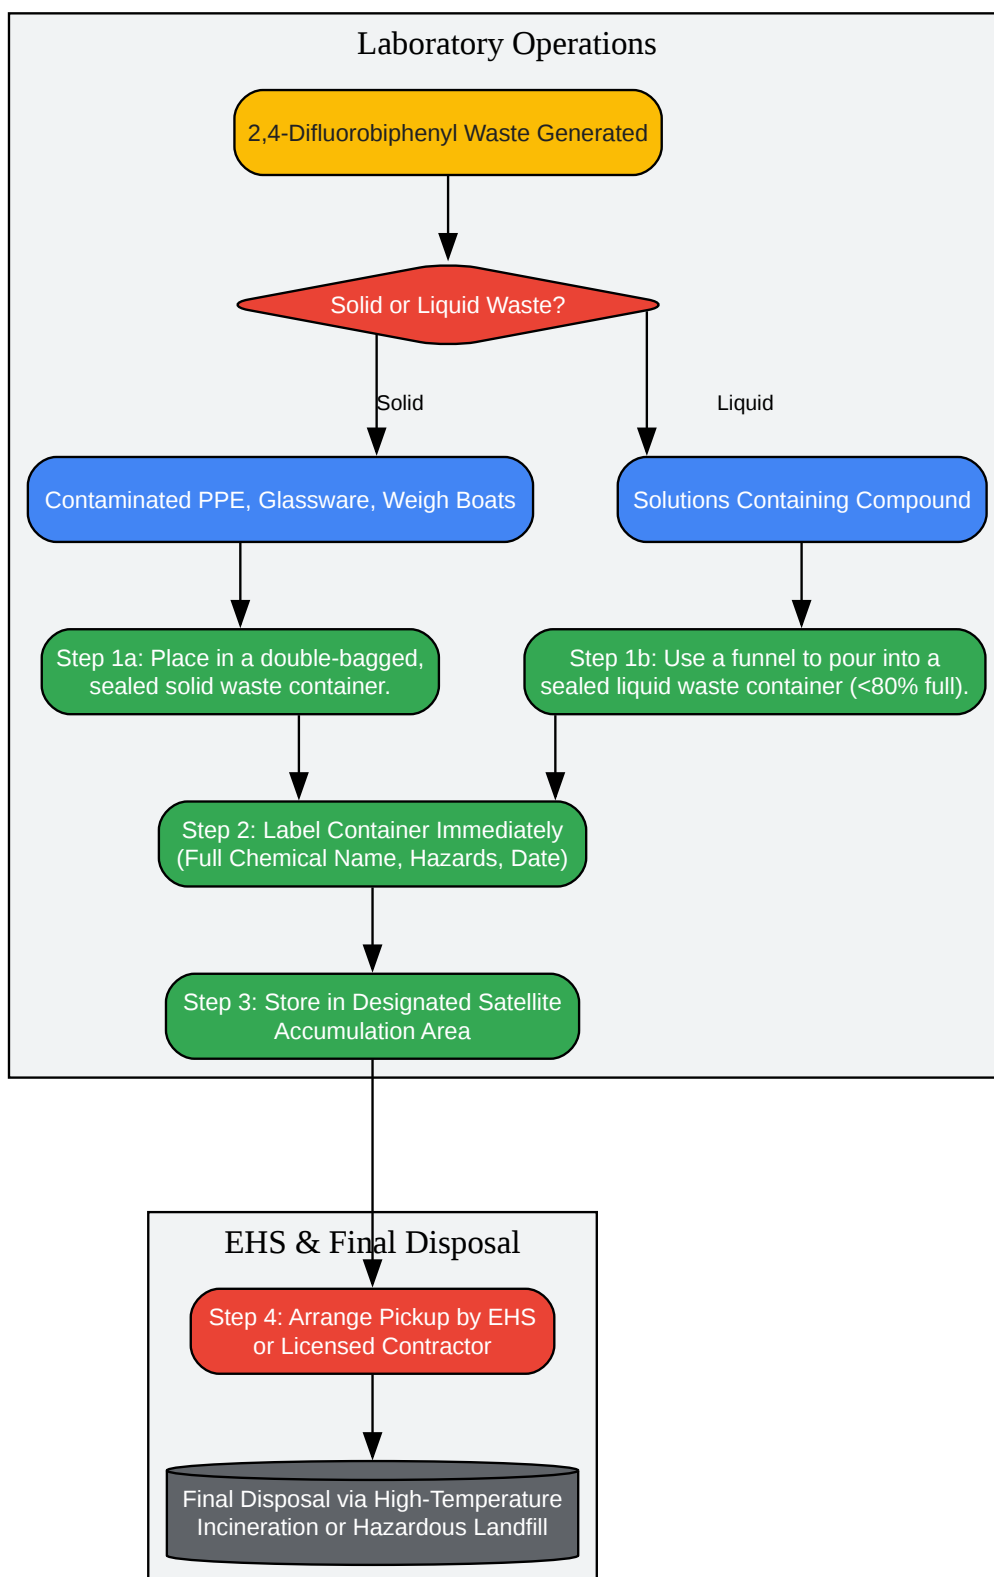 Laboratory Operations
2,4-Difluorobiphenyl Waste Generated
Solid or Liquid Waste?
Solid
Liquid
Contaminated PPE, Glassware, Weigh Boats
Solutions Containing Compound
Step 1a: Place in a double-bagged,
sealed solid waste container.
Step 1b: Use a funnel to pour into a
sealed liquid waste container (<80% full).
Step 2: Label Container Immediately
(Full Chemical Name, Hazards, Date)
Step 3: Store in Designated Satellite
Accumulation Area
EHS & Final Disposal
Step 4: Arrange Pickup by EHS
or Licensed Contractor
Final Disposal via High-Temperature
Incineration or Hazardous Landfill